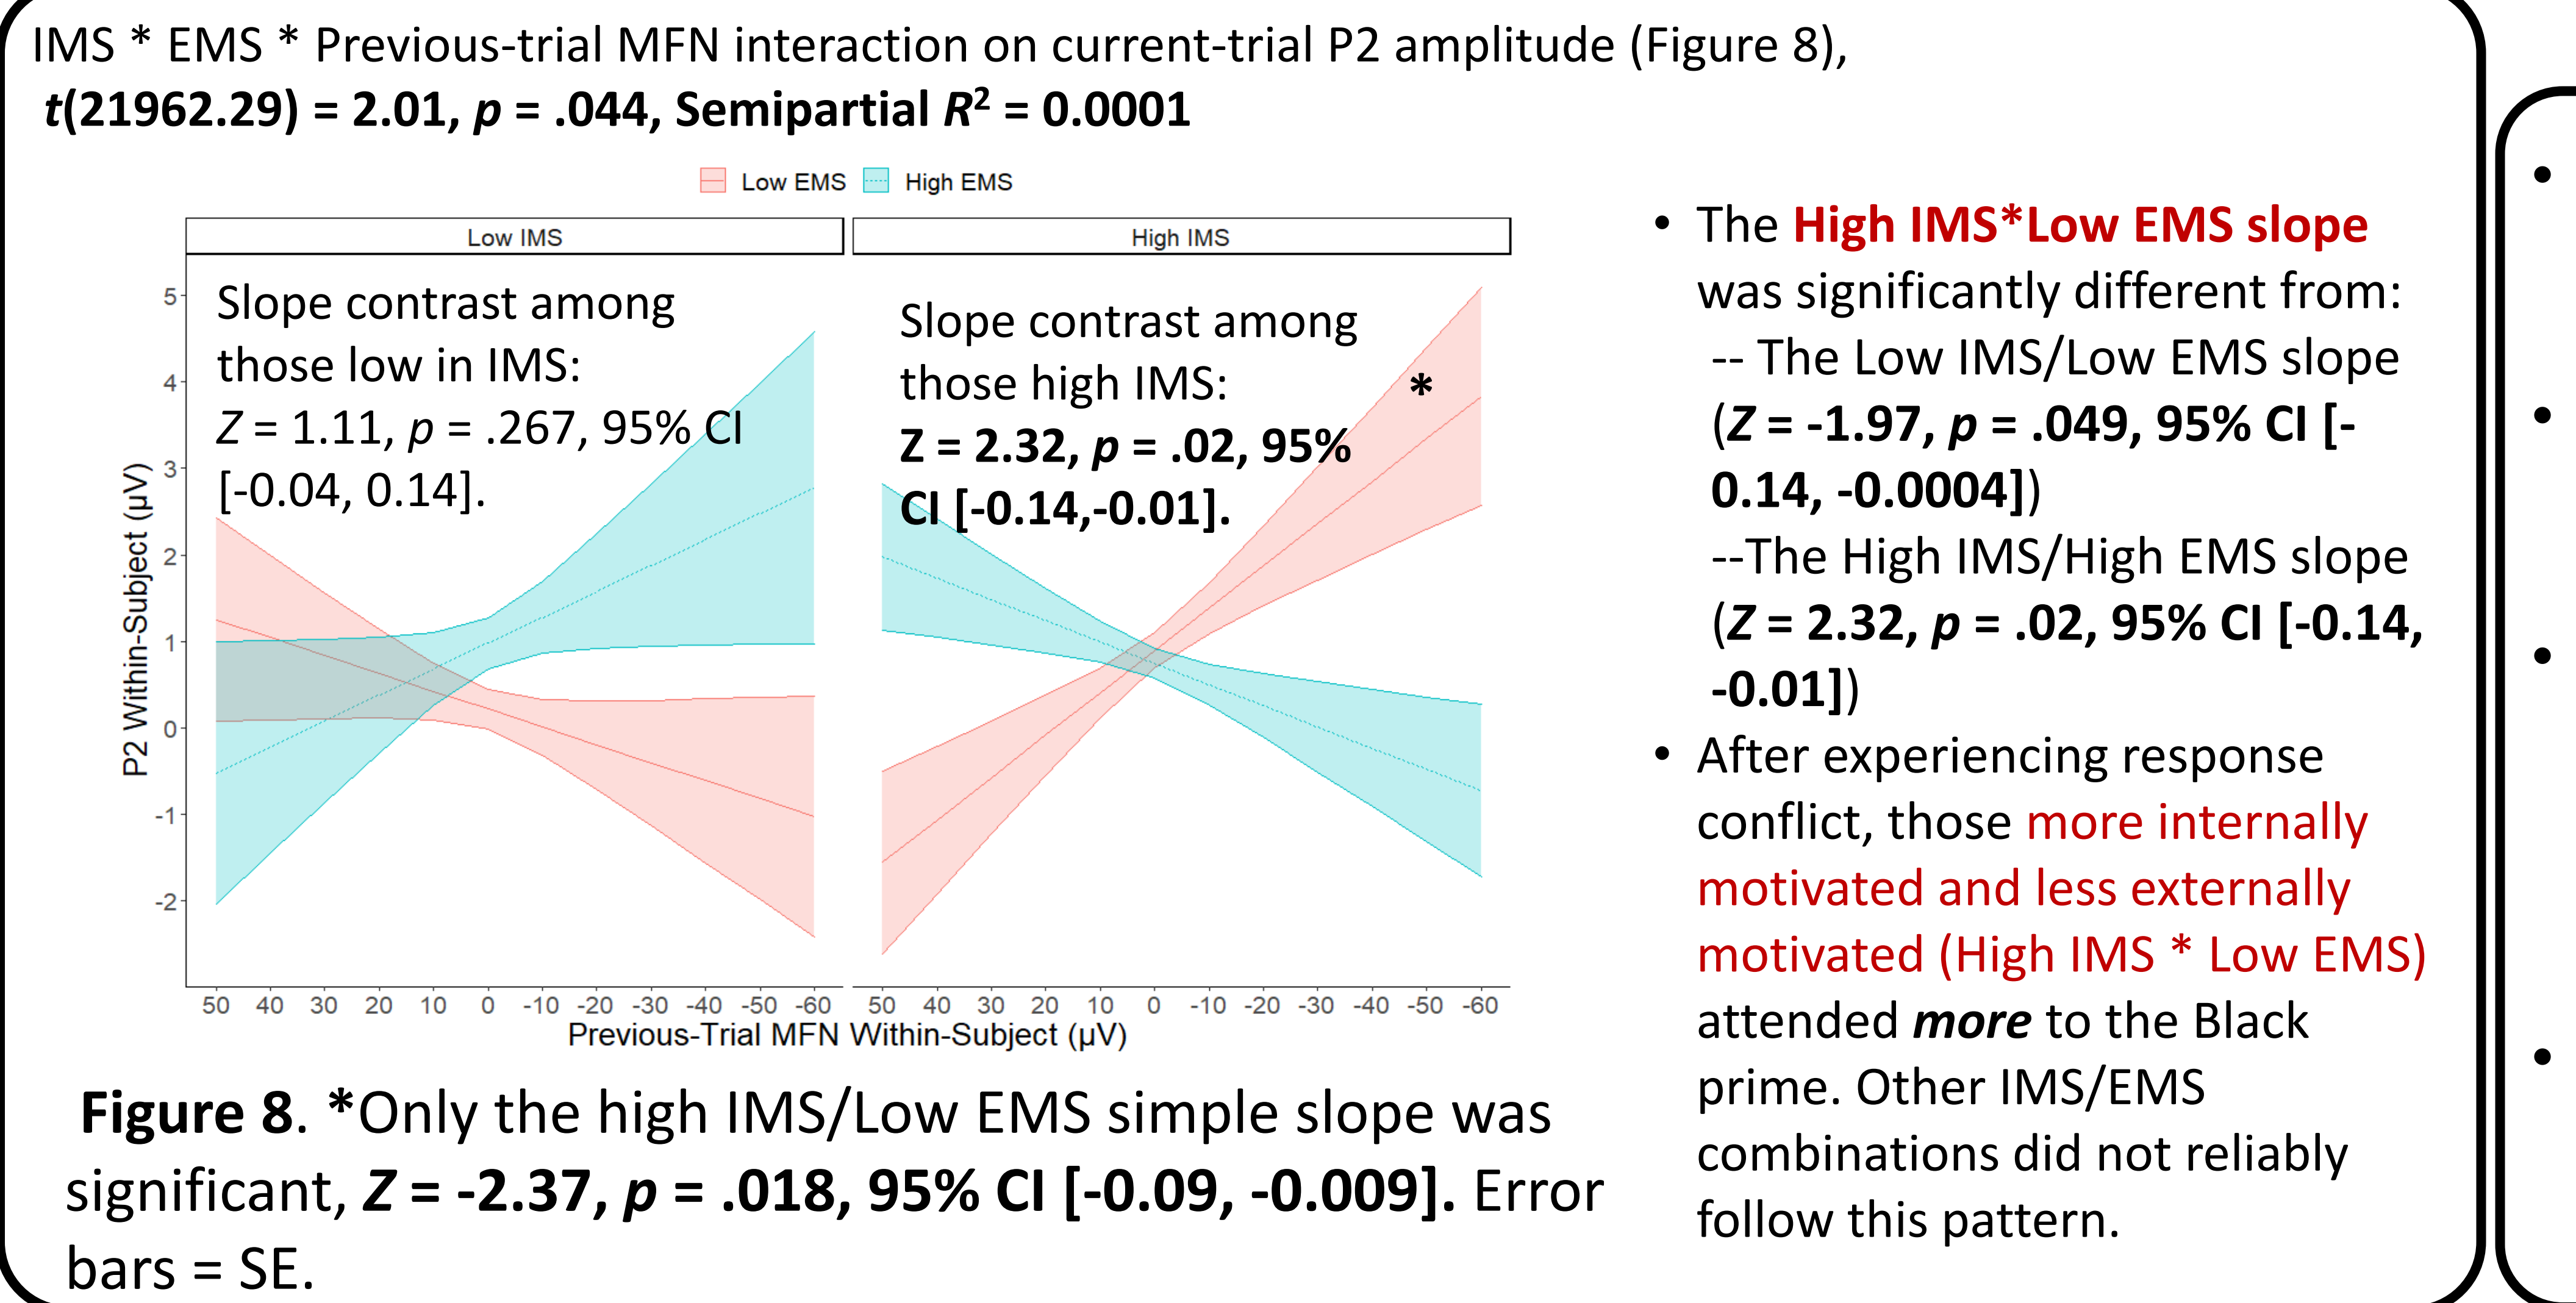 IMS * EMS * Previous-trial MFN interaction on current-trial P2 amplitude (Figure 8),
t(21962.29) = 2.01, p = .044, Semipartial R² = 0.0001
Low EMS High EMS
Low IMS
High IMS
Slope contrast among
those low in IMS:
Z = 1.11, p = .267, 95% CI
[-0.04, 0.14].
Slope contrast among
those high IMS:
Z = 2.32, p = .02, 95%
CI [-0.14,-0.01].
*
P2 Within-Subject (µV)
5
4
3
2
1
0
-1
-2
50 40 30 20 10 0 -10 -20 -30 -40 -50 -60
50 40 30 20 10 0 -10 -20 -30 -40 -50 -60
Previous-Trial MFN Within-Subject (µV)
Figure 8. *Only the high IMS/Low EMS simple slope was
significant, Z = -2.37, p = .018, 95% CI [-0.09, -0.009]. Error
bars = SE.
• The High IMS*Low EMS slope
was significantly different from:
-- The Low IMS/Low EMS slope
(Z = -1.97, p = .049, 95% CI [-
0.14, -0.0004])
--The High IMS/High EMS slope
(Z = 2.32, p = .02, 95% CI [-0.14,
-0.01])
• After experiencing response
conflict, those more internally
motivated and less externally
motivated (High IMS * Low EMS)
attended more to the Black
prime. Other IMS/EMS
combinations did not reliably
follow this pattern.